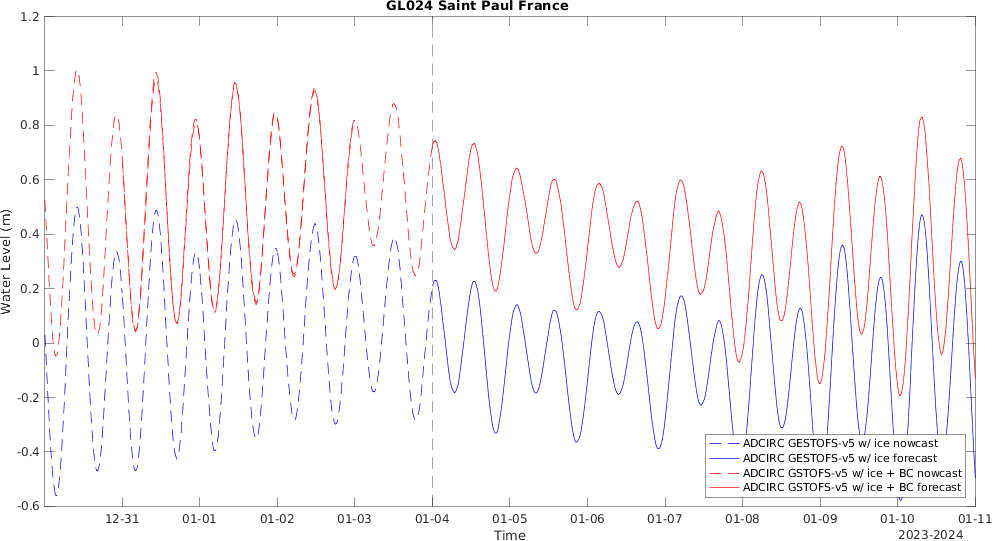 GL024 Saint Paul France
1.2
1
0.8
0.6
0.4
0.2
0
-0.2
-0.4
-0.6
Water Level (m)
ADCIRC GESTOFS-v5 w/ ice nowcast
ADCIRC GESTOFS-v5 w/ ice forecast
ADCIRC GSTOFS-v5 w/ ice + BC nowcast
ADCIRC GSTOFS-v5 w/ ice + BC forecast
12-31 01-01 01-02 01-03 01-04 01-05 01-06 01-07 01-08 01-09 01-10 01-11
Time
2023-2024